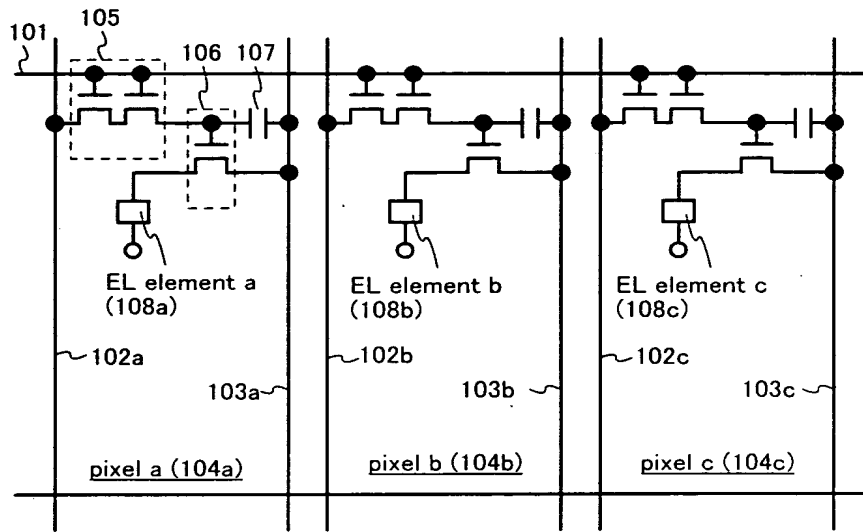 105
101
106
107
EL element a
(108a)
EL element b
(108b)
EL element c
(108c)
102a
103a
102b
103b
102c
103c
pixel a (104a)
pixel b (104b)
pixel c (104c)